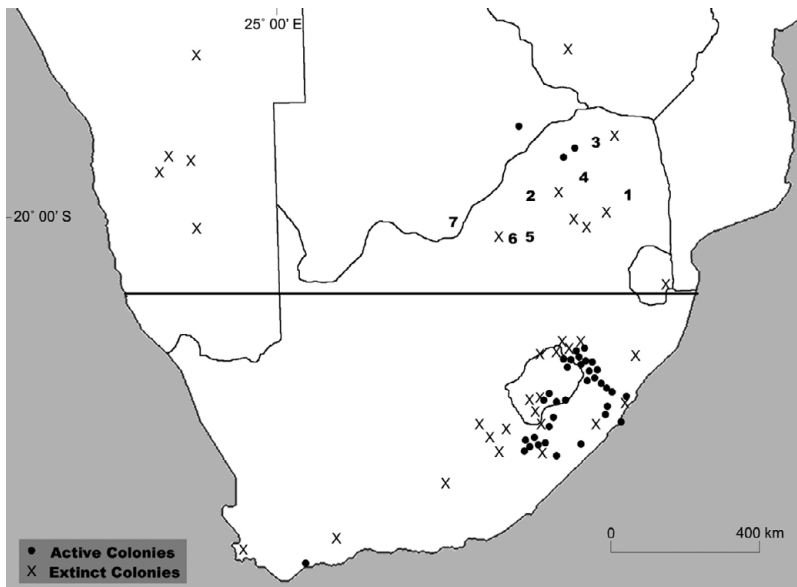 25° 00' E
3
4
2
1
20° 00' S
7
6 5
0 400 km
Active Colonies
X Extinct Colonies